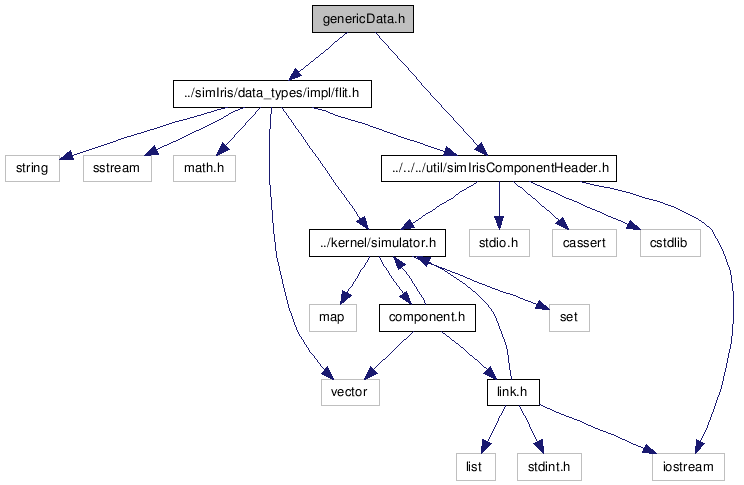 genericData.h
../simIris/data_types/impl/flit.h
string
sstream
math.h
../../../util/simIrisComponentHeader.h
../kernel/simulator.h
stdio.h
cassert
cstdlib
map
component.h
set
vector
link.h
list
stdint.h
iostream